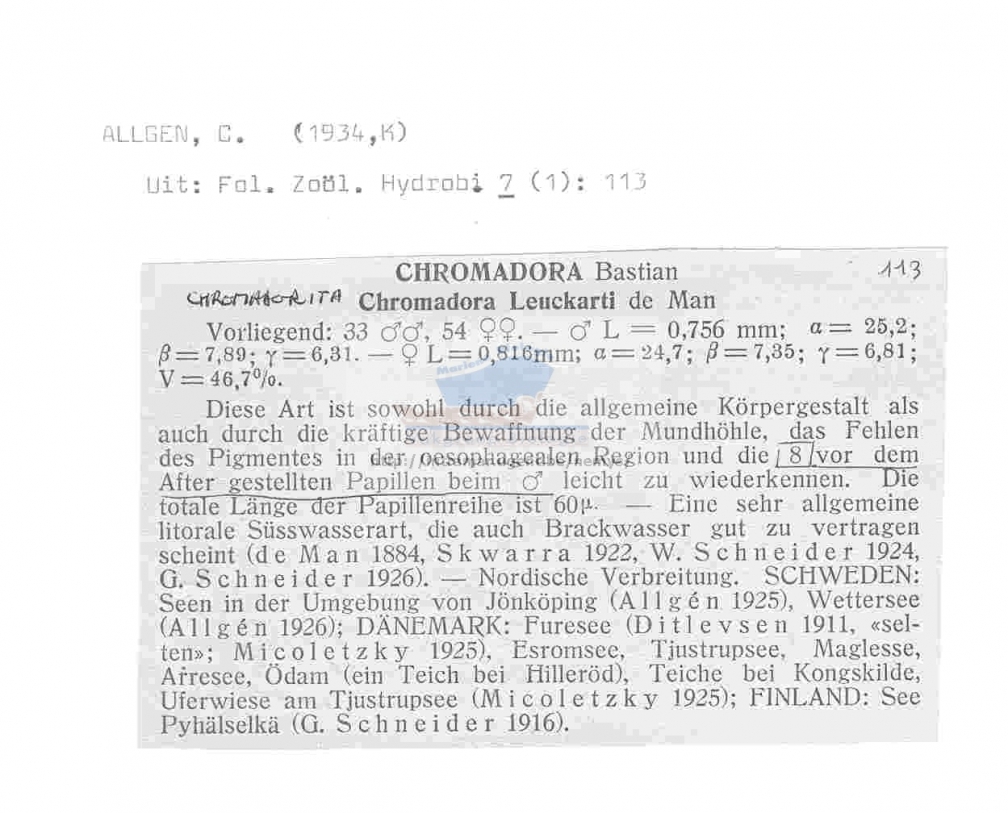 ALLGEN, C. (1934,K)
Uit: Fol. Zoöl. Hydrobi 7 (1): 113
CHROMADORA Bastian 113
CHROMADORITA Chromadora Leuckarti de Man
Vorliegend: 33 ♂♂, 54 ♀♀. — ♂ L = 0,756 mm; α = 25,2;
β = 7,89; γ = 6,31. — ♀ L = 0,816mm; α = 24,7; β = 7,35; γ = 6,81;
V = 46,7%.
Diese Art ist sowohl durch die allgemeine Körpergestalt als
auch durch die kräftige Bewaffnung der Mundhöhle, das Fehlen
des Pigmentes in der oesophagealen Region und die 8 vor dem
After gestellten Papillen beim ♂ leicht zu wiederkennen. Die
totale Länge der Papillenreihe ist 60μ. — Eine sehr allgemeine
litorale Süsswasserart, die auch Brackwasser gut zu vertragen
scheint (de Man 1884, Skwarra 1922, W. Schneider 1924,
G. Schneider 1926). — Nordische Verbreitung. SCHWEDEN:
Seen in der Umgebung von Jönköping (Allgén 1925), Wettersee
(Allgén 1926); DÄNEMARK: Furesee (Ditlevsen 1911, «sel-
ten»; Micoletzky 1925), Esromsee, Tjustrupsee, Maglesse,
Arresee, Ödam (ein Teich bei Hilleröd), Teiche bei Kongskilde,
Uferwiese am Tjustrupsee (Micoletzky 1925); FINLAND: See
Pyhälselkä (G. Schneider 1916).